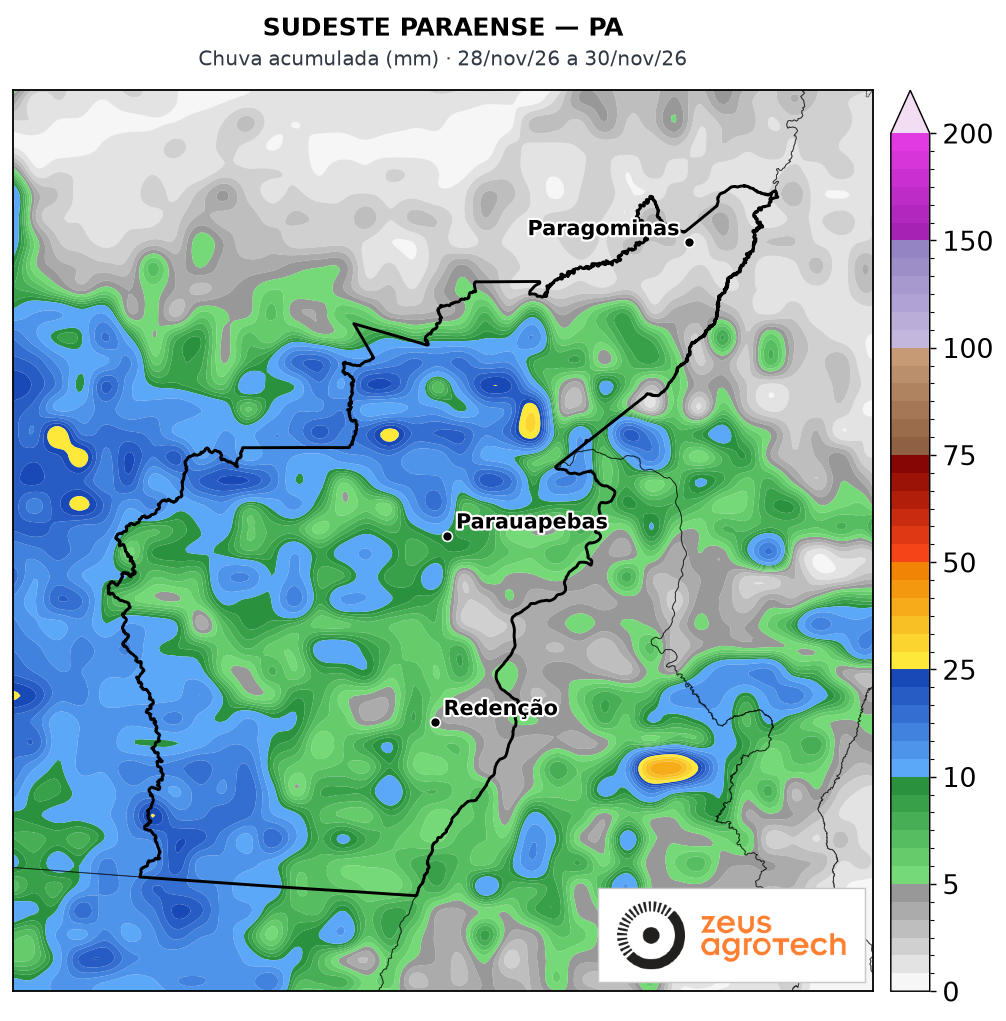 SUDESTE PARAENSE — PA
Chuva acumulada (mm) · 28/nov/26 a 30/nov/26
200
150
100
75
50
25
10
5
0
Paragominas
Parauapebas
Redenção
zeus
agrotech